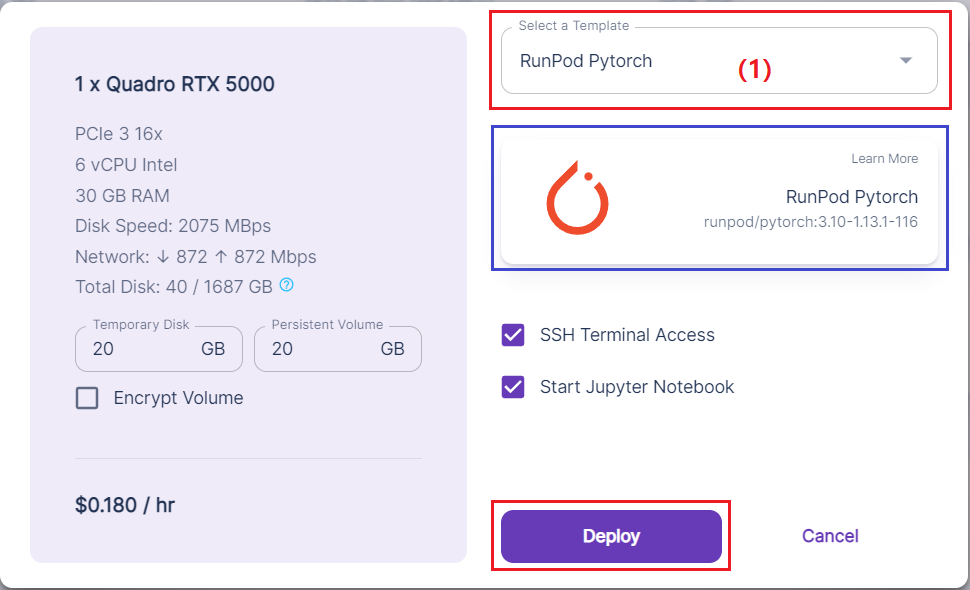 1 x Quadro RTX 5000
PCIe 3 16x
6 vCPU Intel
30 GB RAM
Disk Speed: 2075 MBps
Network: ↓ 872 ↑ 872 Mbps
Total Disk: 40 / 1687 GB ?
Temporary Disk
20 GB
Persistent Volume
20 GB
Encrypt Volume
$0.180 / hr
Select a Template
RunPod Pytorch
(1)
Learn More
RunPod Pytorch
runpod/pytorch:3.10-1.13.1-116
SSH Terminal Access
Start Jupyter Notebook
Deploy
Cancel